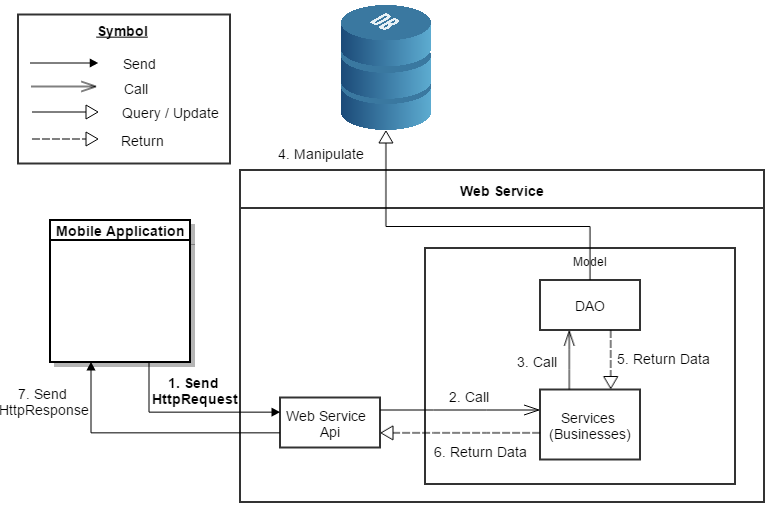 DB
Symbol
Send
Call
Query / Update
Return
4. Manipulate
Web Service
Mobile Application
Model
DAO
3. Call
5. Return Data
1. Send
HttpRequest
7. Send
HttpResponse
Web Service
Api
2. Call
Services
(Businesses)
6. Return Data